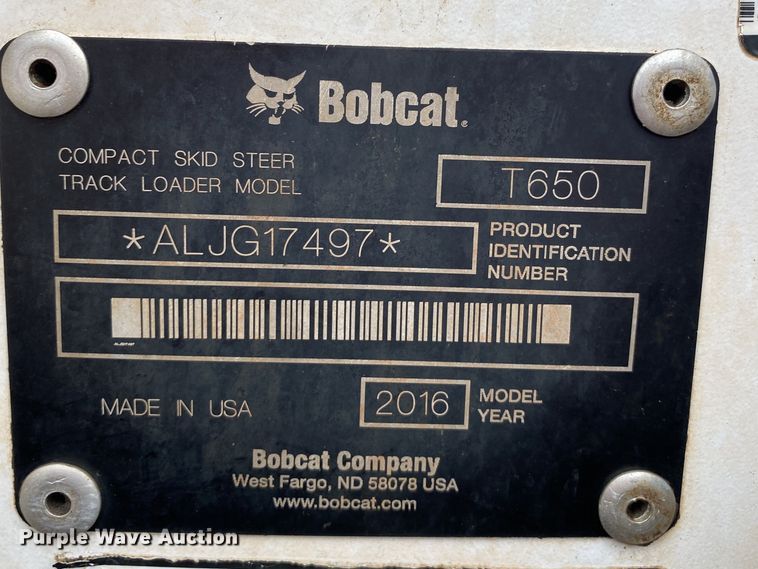 Bobcat®
COMPACT SKID STEER
TRACK LOADER MODEL
T650
*ALJG17497*
PRODUCT
IDENTIFICATION
NUMBER
ALJG17497
MADE IN USA
2016
MODEL
YEAR
Bobcat Company
West Fargo, ND 58078 USA
www.bobcat.com
Purple Wave Auction